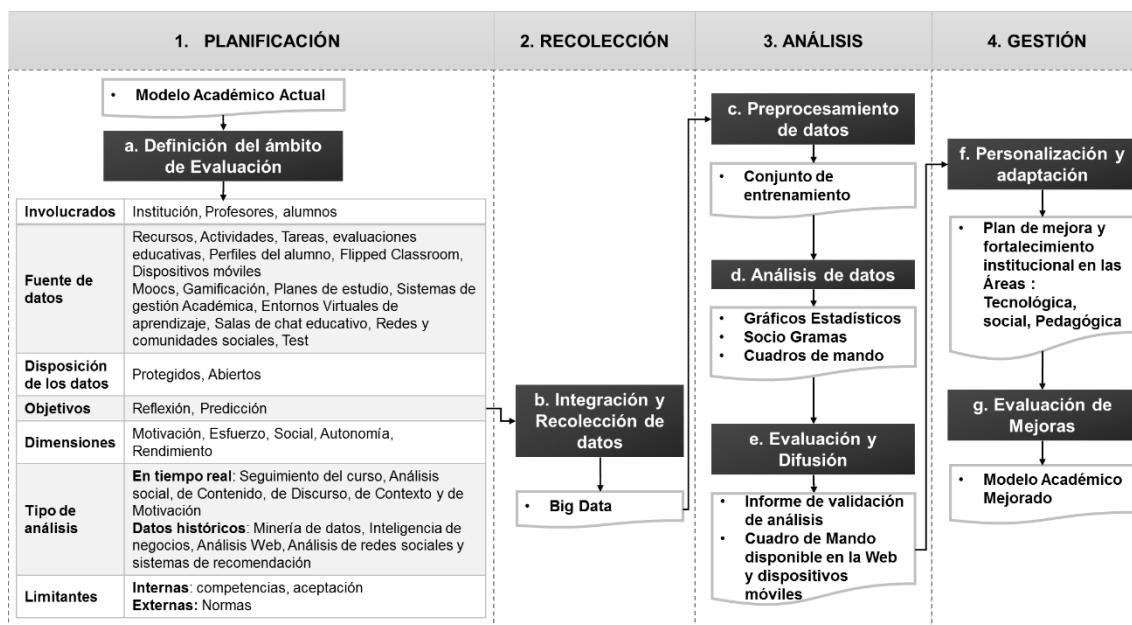 1. PLANIFICACIÓN
2. RECOLECCIÓN
3. ANÁLISIS
4. GESTIÓN
• Modelo Académico Actual
a. Definición del ámbito
de Evaluación
Involucrados
Institución, Profesores, alumnos
Fuente de
datos
Recursos, Actividades, Tareas, evaluaciones
educativas, Perfiles del alumno, Flipped Classroom,
Dispositivos móviles
Moocs, Gamificación, Planes de estudio, Sistemas de
gestión Académica, Entornos Virtuales de
aprendizaje, Salas de chat educativo, Redes y
comunidades sociales, Test
Disposición
de los datos
Protegidos, Abiertos
Objetivos
Reflexión, Predicción
Dimensiones
Motivación, Esfuerzo, Social, Autonomía,
Rendimiento
Tipo de
análisis
En tiempo real: Seguimiento del curso, Análisis
social, de Contenido, de Discurso, de Contexto y de
Motivación
Datos históricos: Minería de datos, Inteligencia de
negocios, Análisis Web, Análisis de redes sociales y
sistemas de recomendación
Limitantes
Internas: competencias, aceptación
Externas: Normas
b. Integración y
Recolección de
datos
• Big Data
c. Preprocesamiento
de datos
• Conjunto de
entrenamiento
d. Análisis de datos
• Gráficos Estadísticos
• Socio Gramas
• Cuadros de mando
e. Evaluación y
Difusión
• Informe de validación
de análisis
• Cuadro de Mando
disponible en la Web
y dispositivos
móviles
f. Personalización y
adaptación
• Plan de mejora y
fortalecimiento
institucional en las
Áreas :
Tecnológica,
social, Pedagógica
g. Evaluación de
Mejoras
• Modelo Académico
Mejorado